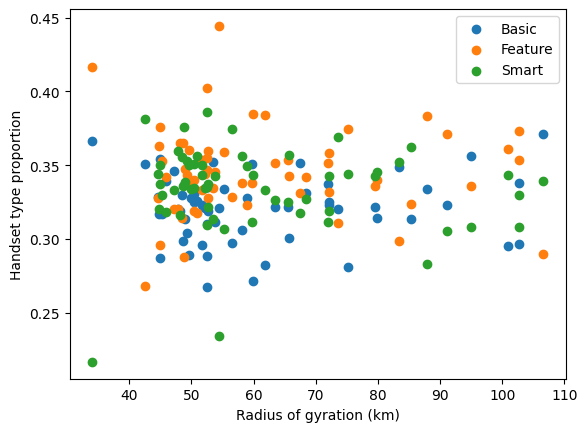 0.45
0.40
0.35
0.30
0.25
Handset type proportion
Basic
Feature
Smart
40
50
60
70
80
90
100
110
Radius of gyration (km)